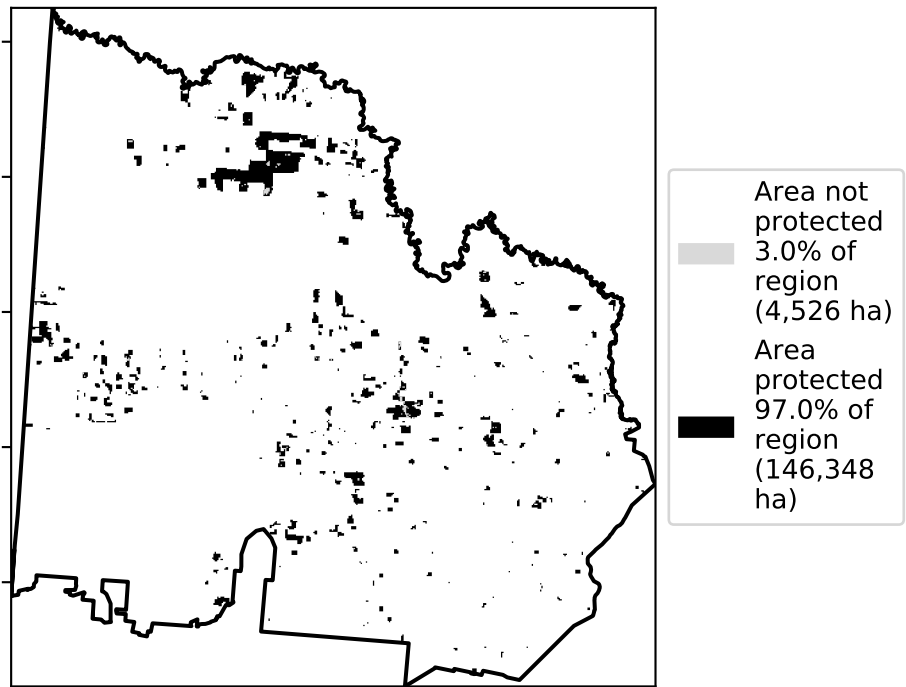 Area not
protected
3.0% of
region
(4,526 ha)
Area
protected
97.0% of
region
(146,348
ha)